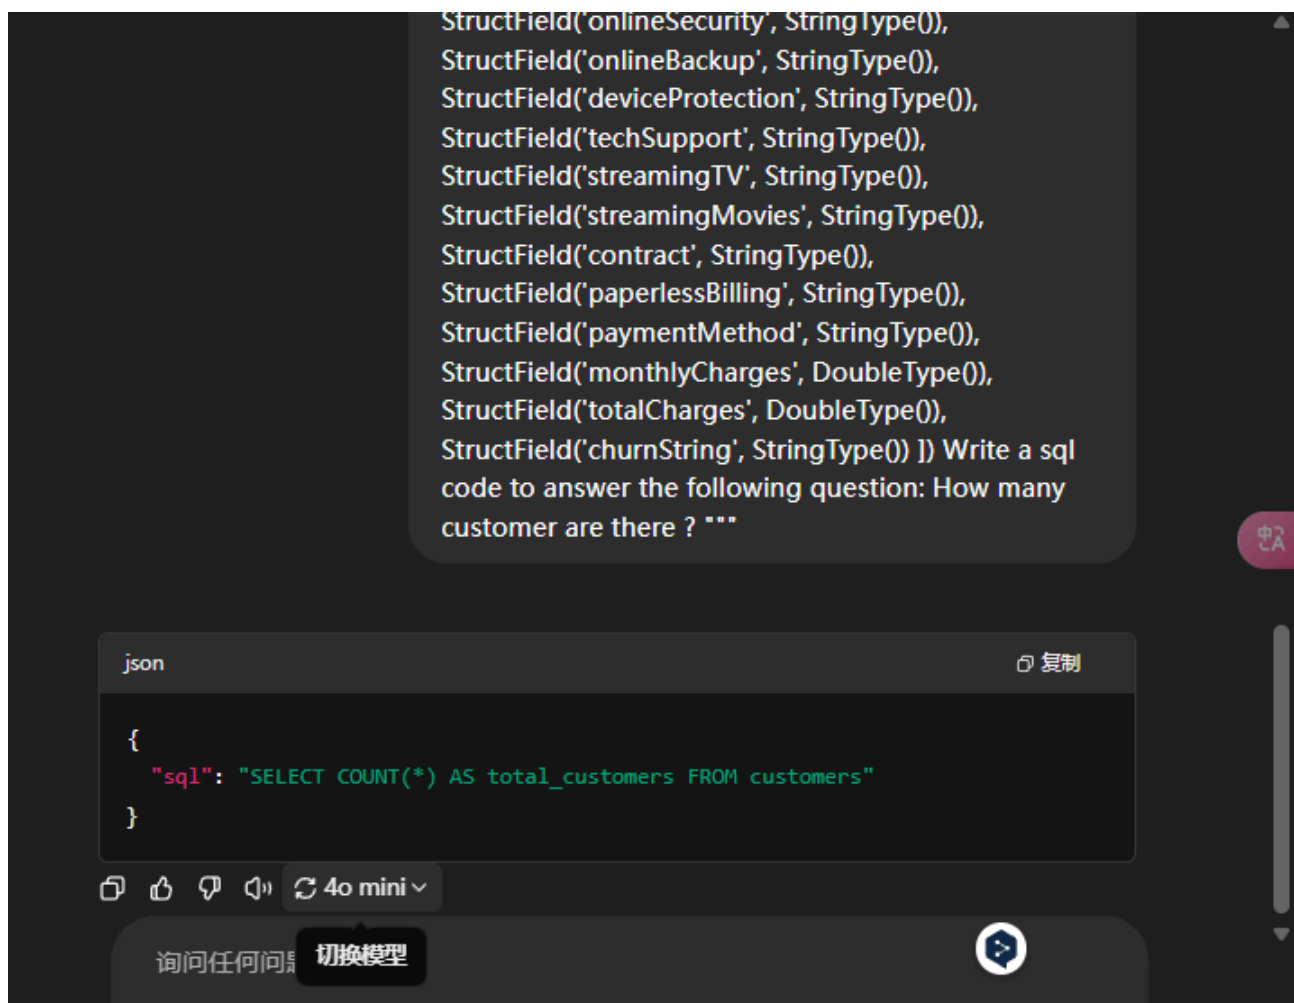 StructField('onlineSecurity', StringType()),
StructField('onlineBackup', StringType()),
StructField('deviceProtection', StringType()),
StructField('techSupport', StringType()),
StructField('streamingTV', StringType()),
StructField('streamingMovies', StringType()),
StructField('contract', StringType()),
StructField('paperlessBilling', StringType()),
StructField('paymentMethod', StringType()),
StructField('monthlyCharges', DoubleType()),
StructField('totalCharges', DoubleType()),
StructField('churnString', StringType()) ]) Write a sql
code to answer the following question: How many
customer are there ? """
中A
json 复制
{
"sql": "SELECT COUNT(*) AS total_customers FROM customers"
}
4o mini
询问任何问
切换模型